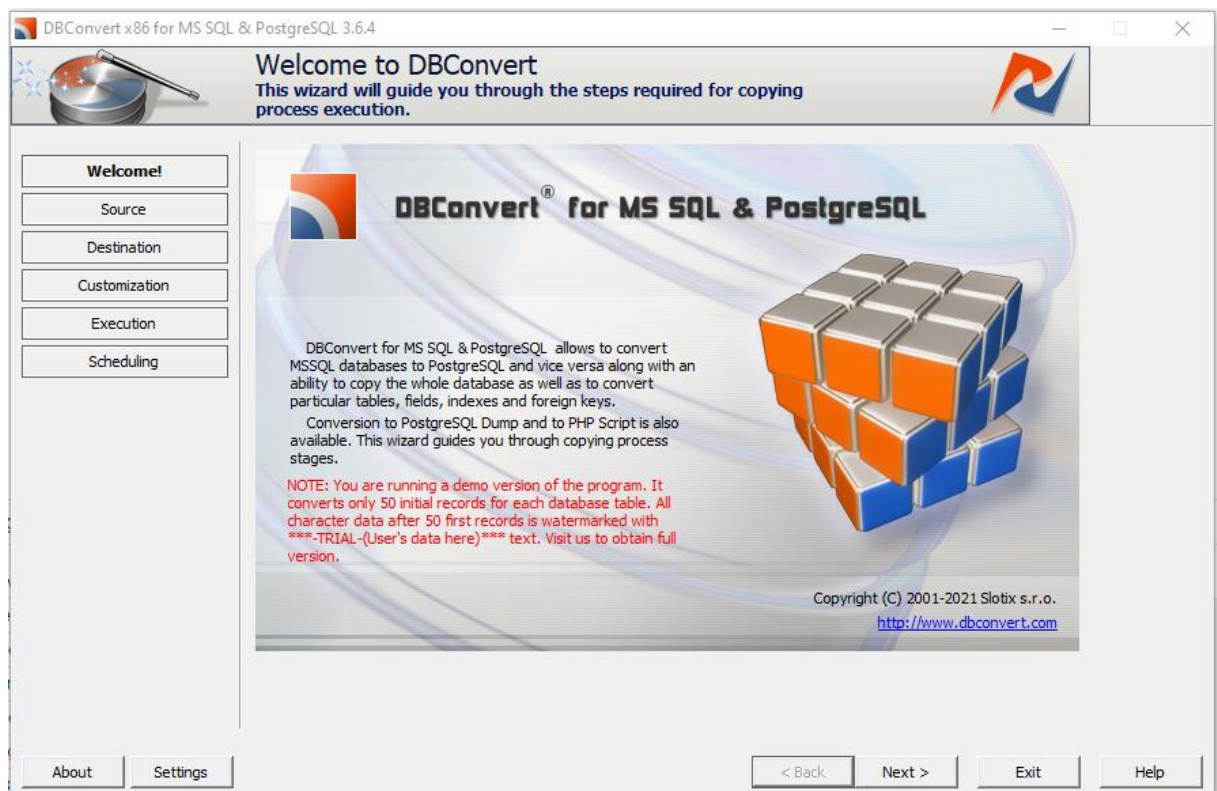 DBConvert x86 for MS SQL & PostgreSQL 3.6.4
Welcome to DBConvert
This wizard will guide you through the steps required for copying
process execution.
Welcome!
Source
Destination
Customization
Execution
Scheduling
DBConvert® for MS SQL & PostgreSQL
DBConvert for MS SQL & PostgreSQL allows to convert
MSSQL databases to PostgreSQL and vice versa along with an
ability to copy the whole database as well as to convert
particular tables, fields, indexes and foreign keys.
Conversion to PostgreSQL Dump and to PHP Script is also
available. This wizard guides you through copying process
stages.
NOTE: You are running a demo version of the program. It
converts only 50 initial records for each database table. All
character data after 50 first records is watermarked with
***-TRIAL-(User's data here)*** text. Visit us to obtain full
version.
Copyright (C) 2001-2021 Slotix s.r.o.
http://www.dbconvert.com
About
Settings
< Back
Next >
Exit
Help